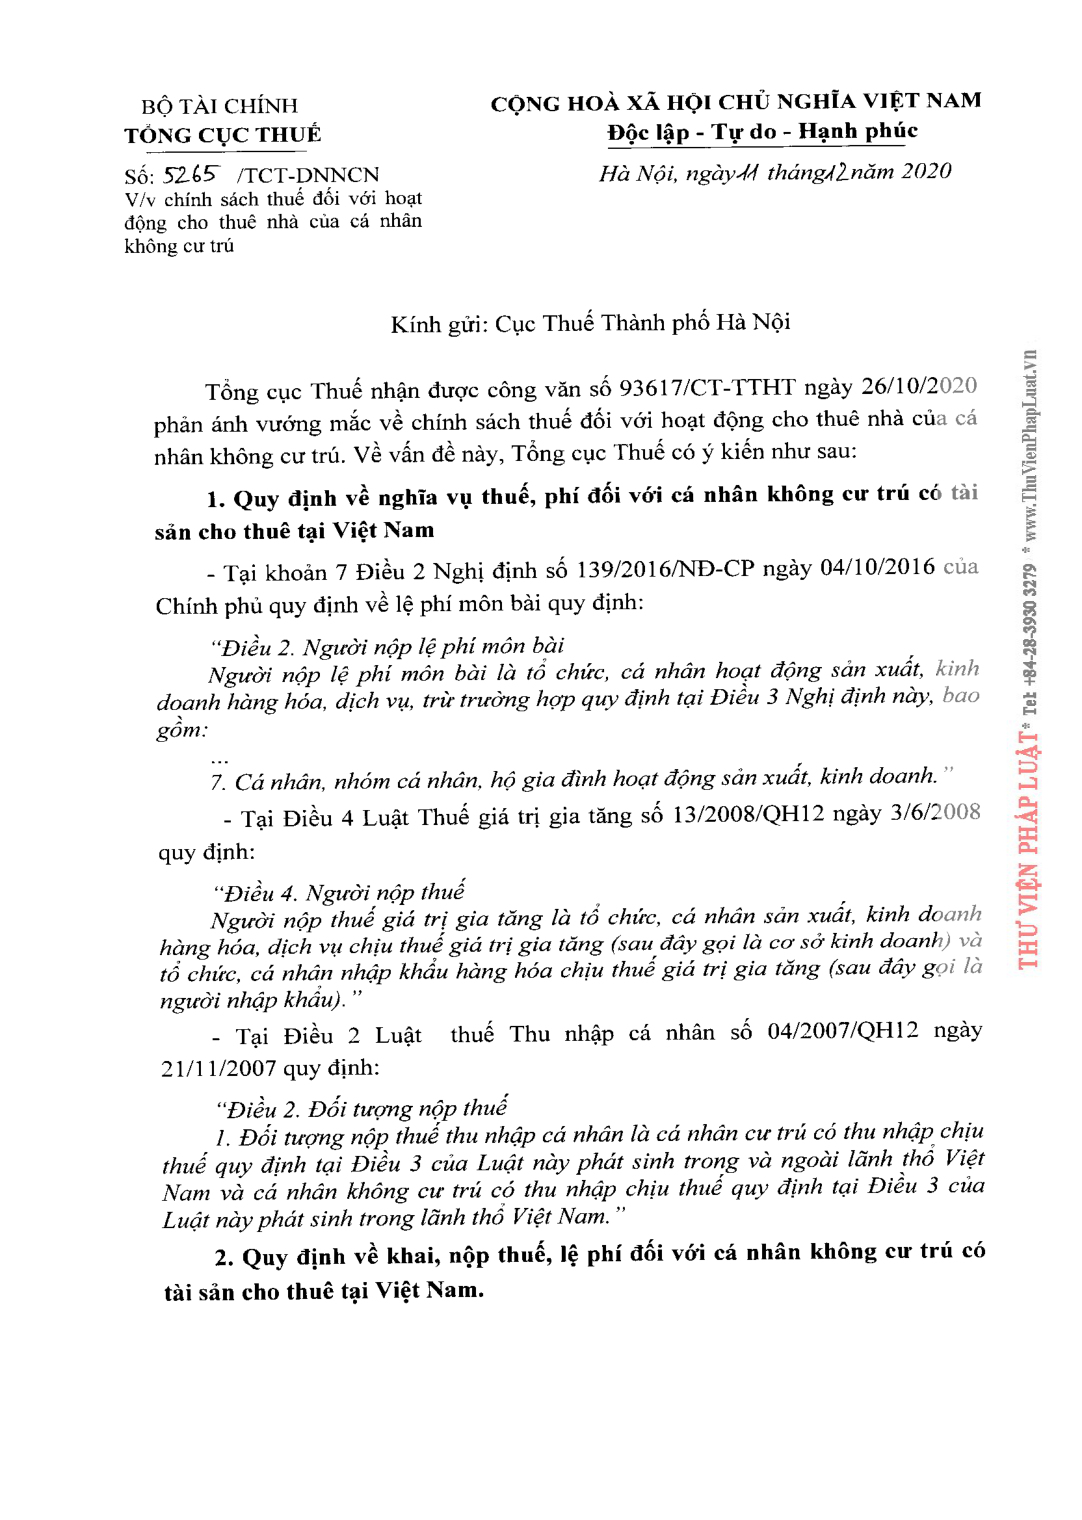 BỘ TÀI CHÍNH
TỔNG CỤC THUẾ
CỘNG HOÀ XÃ HỘI CHỦ NGHĨA VIỆT NAM
Độc lập - Tự do - Hạnh phúc
Số: 5265 /TCT-DNNCN
V/v chính sách thuế đối với hoạt
động cho thuê nhà của cá nhân
không cư trú
Hà Nội, ngày 11 tháng 12 năm 2020
Kính gửi: Cục Thuế Thành phố Hà Nội
Tổng cục Thuế nhận được công văn số 93617/CT-TTHT ngày 26/10/2020
phản ánh vướng mắc về chính sách thuế đối với hoạt động cho thuê nhà của cá
nhân không cư trú. Về vấn đề này, Tổng cục Thuế có ý kiến như sau:
1. Quy định về nghĩa vụ thuế, phí đối với cá nhân không cư trú có tài
sản cho thuê tại Việt Nam
- Tại khoản 7 Điều 2 Nghị định số 139/2016/NĐ-CP ngày 04/10/2016 của
Chính phủ quy định về lệ phí môn bài quy định:
“Điều 2. Người nộp lệ phí môn bài
Người nộp lệ phí môn bài là tổ chức, cá nhân hoạt động sản xuất, kinh
doanh hàng hóa, dịch vụ, trừ trường hợp quy định tại Điều 3 Nghị định này, bao
gồm:
...
7. Cá nhân, nhóm cá nhân, hộ gia đình hoạt động sản xuất, kinh doanh.”
- Tại Điều 4 Luật Thuế giá trị gia tăng số 13/2008/QH12 ngày 3/6/2008
quy định:
“Điều 4. Người nộp thuế
Người nộp thuế giá trị gia tăng là tổ chức, cá nhân sản xuất, kinh doanh
hàng hóa, dịch vụ chịu thuế giá trị gia tăng (sau đây gọi là cơ sở kinh doanh) và
tổ chức, cá nhân nhập khẩu hàng hóa chịu thuế giá trị gia tăng (sau đây gọi là
người nhập khẩu).”
- Tại Điều 2 Luật thuế Thu nhập cá nhân số 04/2007/QH12 ngày
21/11/2007 quy định:
“Điều 2. Đối tượng nộp thuế
1. Đối tượng nộp thuế thu nhập cá nhân là cá nhân cư trú có thu nhập chịu
thuế quy định tại Điều 3 của Luật này phát sinh trong và ngoài lãnh thổ Việt
Nam và cá nhân không cư trú có thu nhập chịu thuế quy định tại Điều 3 của
Luật này phát sinh trong lãnh thổ Việt Nam.”
2. Quy định về khai, nộp thuế, lệ phí đối với cá nhân không cư trú có
tài sản cho thuê tại Việt Nam.
THƯ VIỆN PHÁP LUẬT * Tel: +84-28-3930 3279 * www.ThuVienPhapLuat.vn